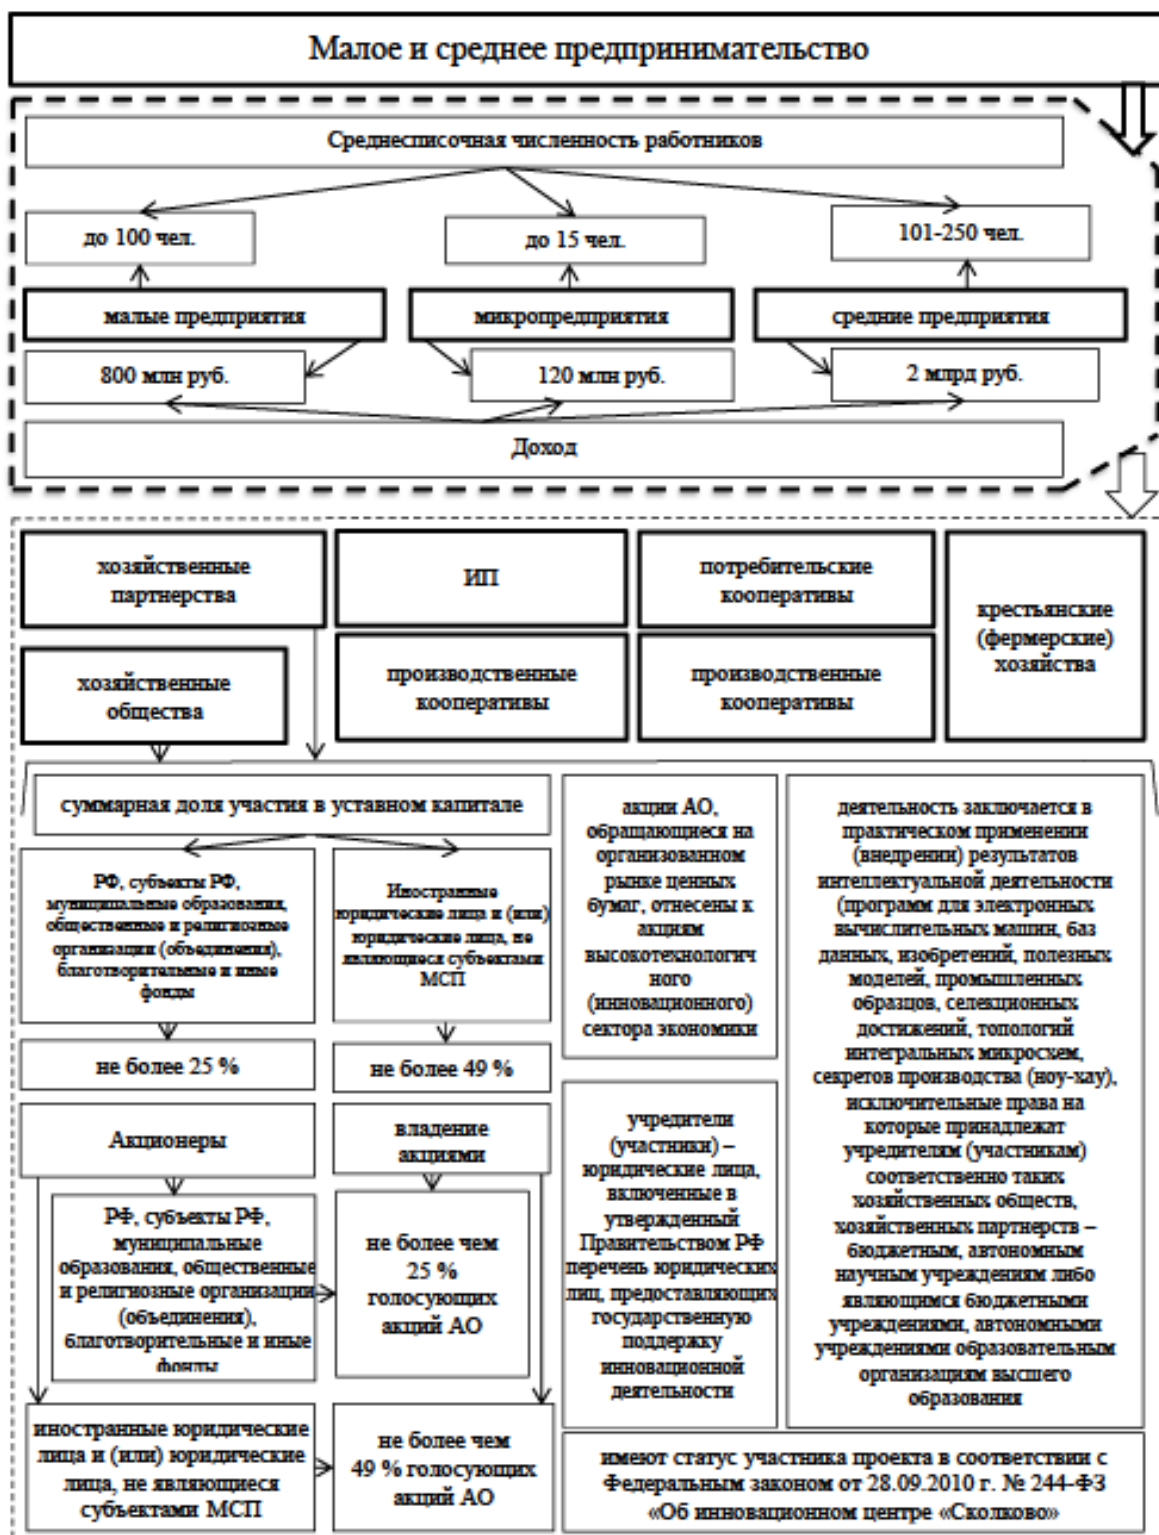 Малое и среднее предпринимательство
Среднесписочная численность работников
до 100 чел.
до 15 чел.
101-250 чел.
малые предприятия
микропредприятия
средние предприятия
800 млн руб.
120 млн руб.
2 млрд руб.
Доход
хозяйственные
партнерства
ИП
потребительские
кооперативы
крестьянские
(фермерские)
хозяйства
хозяйственные
общества
производственные
кооперативы
производственные
кооперативы
суммарная доля участия в уставном капитале
РФ, субъекты РФ,
муниципальные образования,
общественные и религиозные
организации (объединения),
благотворительные и иные
фонды
Иностранные
юридические лица и (или)
юридические лица, не
являющиеся субъектами
МСП
не более 25 %
не более 49 %
Акционеры
владение
акциями
РФ, субъекты РФ,
муниципальные
образования, общественные
и религиозные организации
(объединения),
благотворительные и иные
фонды
не более чем
25 %
голосующих
акций АО
иностранные юридические
лица и (или) юридические
лица, не являющиеся
субъектами МСП
не более чем
49 % голосующих
акций АО
акции АО,
обращающиеся на
организованном
рынке ценных
бумаг, отнесены к
акциям
высокотехнологич
ного
(инновационного)
сектора экономики
учредители
(участники) –
юридические лица,
включенные в
утвержденный
Правительством РФ
перечень юридических
лиц, предоставляющих
государственную
поддержку
инновационной
деятельности
деятельность заключается в
практическом применении
(внедрении) результатов
интеллектуальной деятельности
(программ для электронных
вычислительных машин, баз
данных, изобретений, полезных
моделей, промышленных
образцов, селекционных
достижений, топологий
интегральных микросхем,
секретов производства (ноу-хау),
исключительные права на
которые принадлежат
учредителям (участникам)
соответственно таких
хозяйственных обществ,
хозяйственных партнерств –
бюджетным, автономным
научным учреждениям либо
являющимся бюджетными
учреждениями, автономными
учреждениями образовательным
организациям высшего
образования
имеют статус участника проекта в соответствии с
Федеральным законом от 28.09.2010 г. № 244-ФЗ
«Об инновационном центре «Сколково»